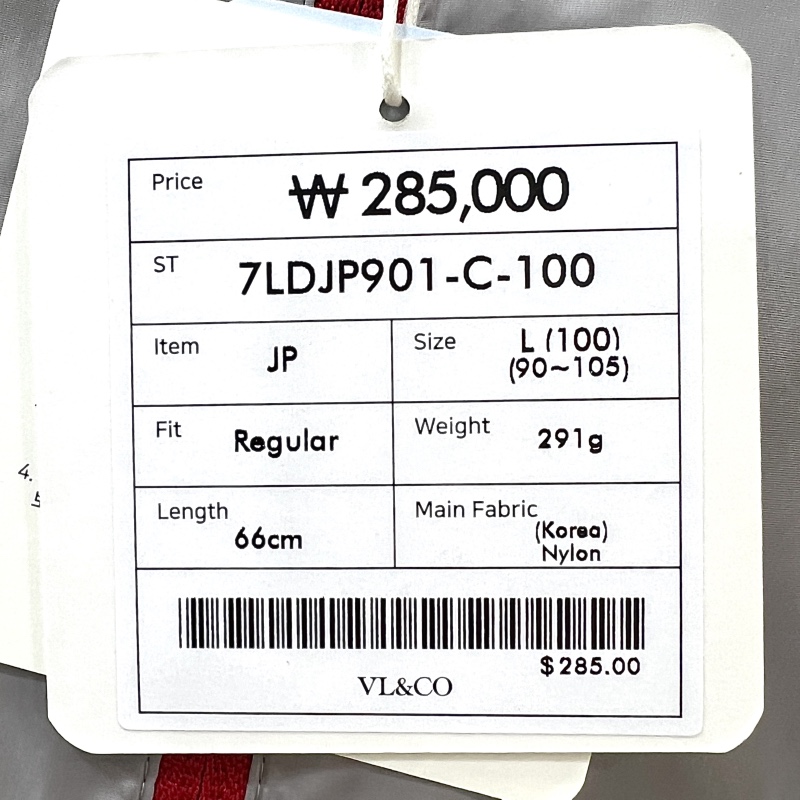 Price ₩ 285,000
ST 7LDJP901-C-100
Item JP
Size L (100)
(90~105)
Fit Regular
Weight 291g
Length 66cm
Main Fabric (Korea)
Nylon
$285.00
VL&CO
4.